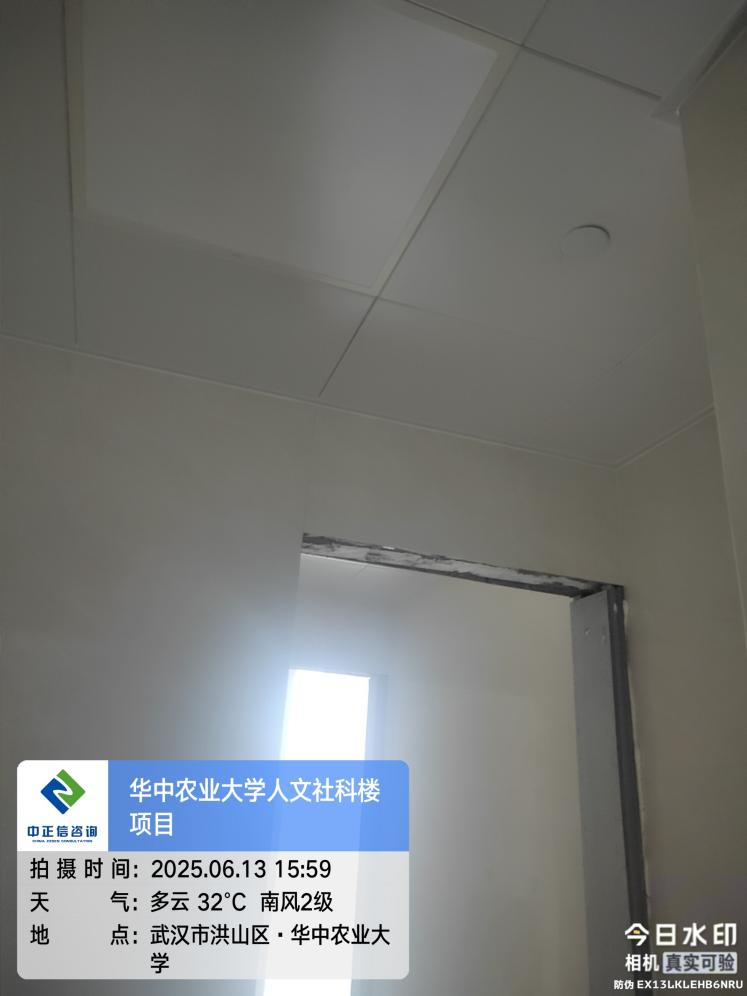 中正信咨询
CHINA ZERIN CONSULTATION
华中农业大学人文社科楼
项目
拍摄时间：2025.06.13 15:59
天气：多云 32°C 南风2级
地点：武汉市洪山区·华中农业大
学
今日水印
相机 真实可验
防伪 EX13LKLEHB6NRU